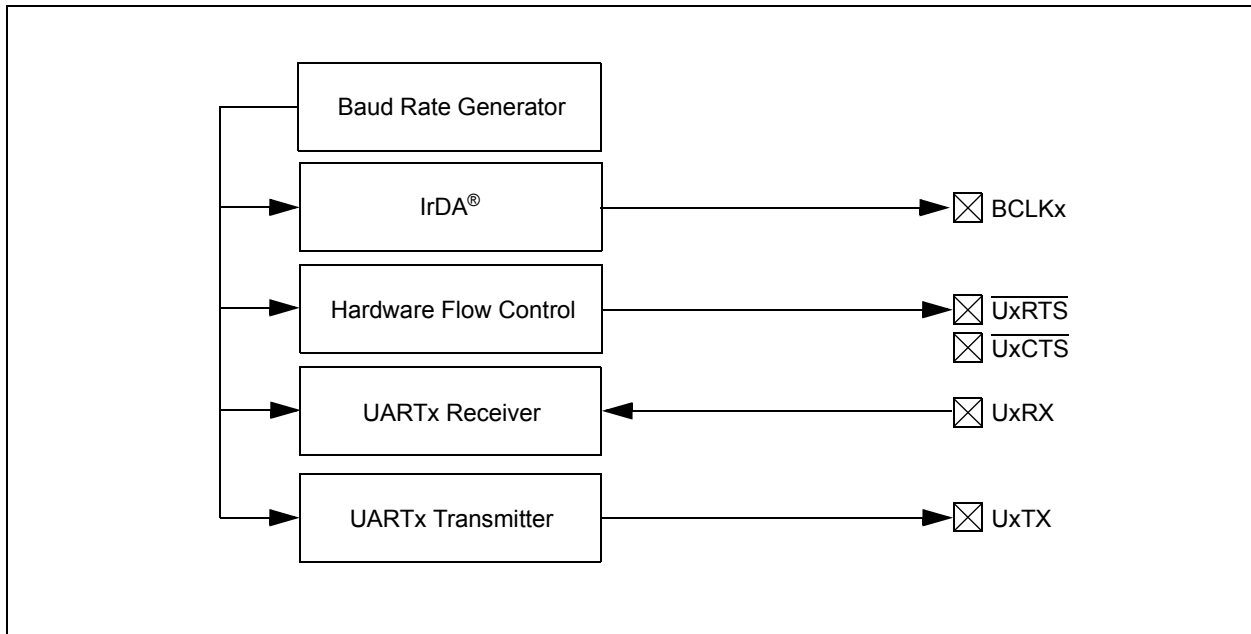 Baud Rate Generator
IrDA®
BCLKx
Hardware Flow Control
UxRTS
UxCTS
UARTx Receiver
UxRX
UARTx Transmitter
UxTX